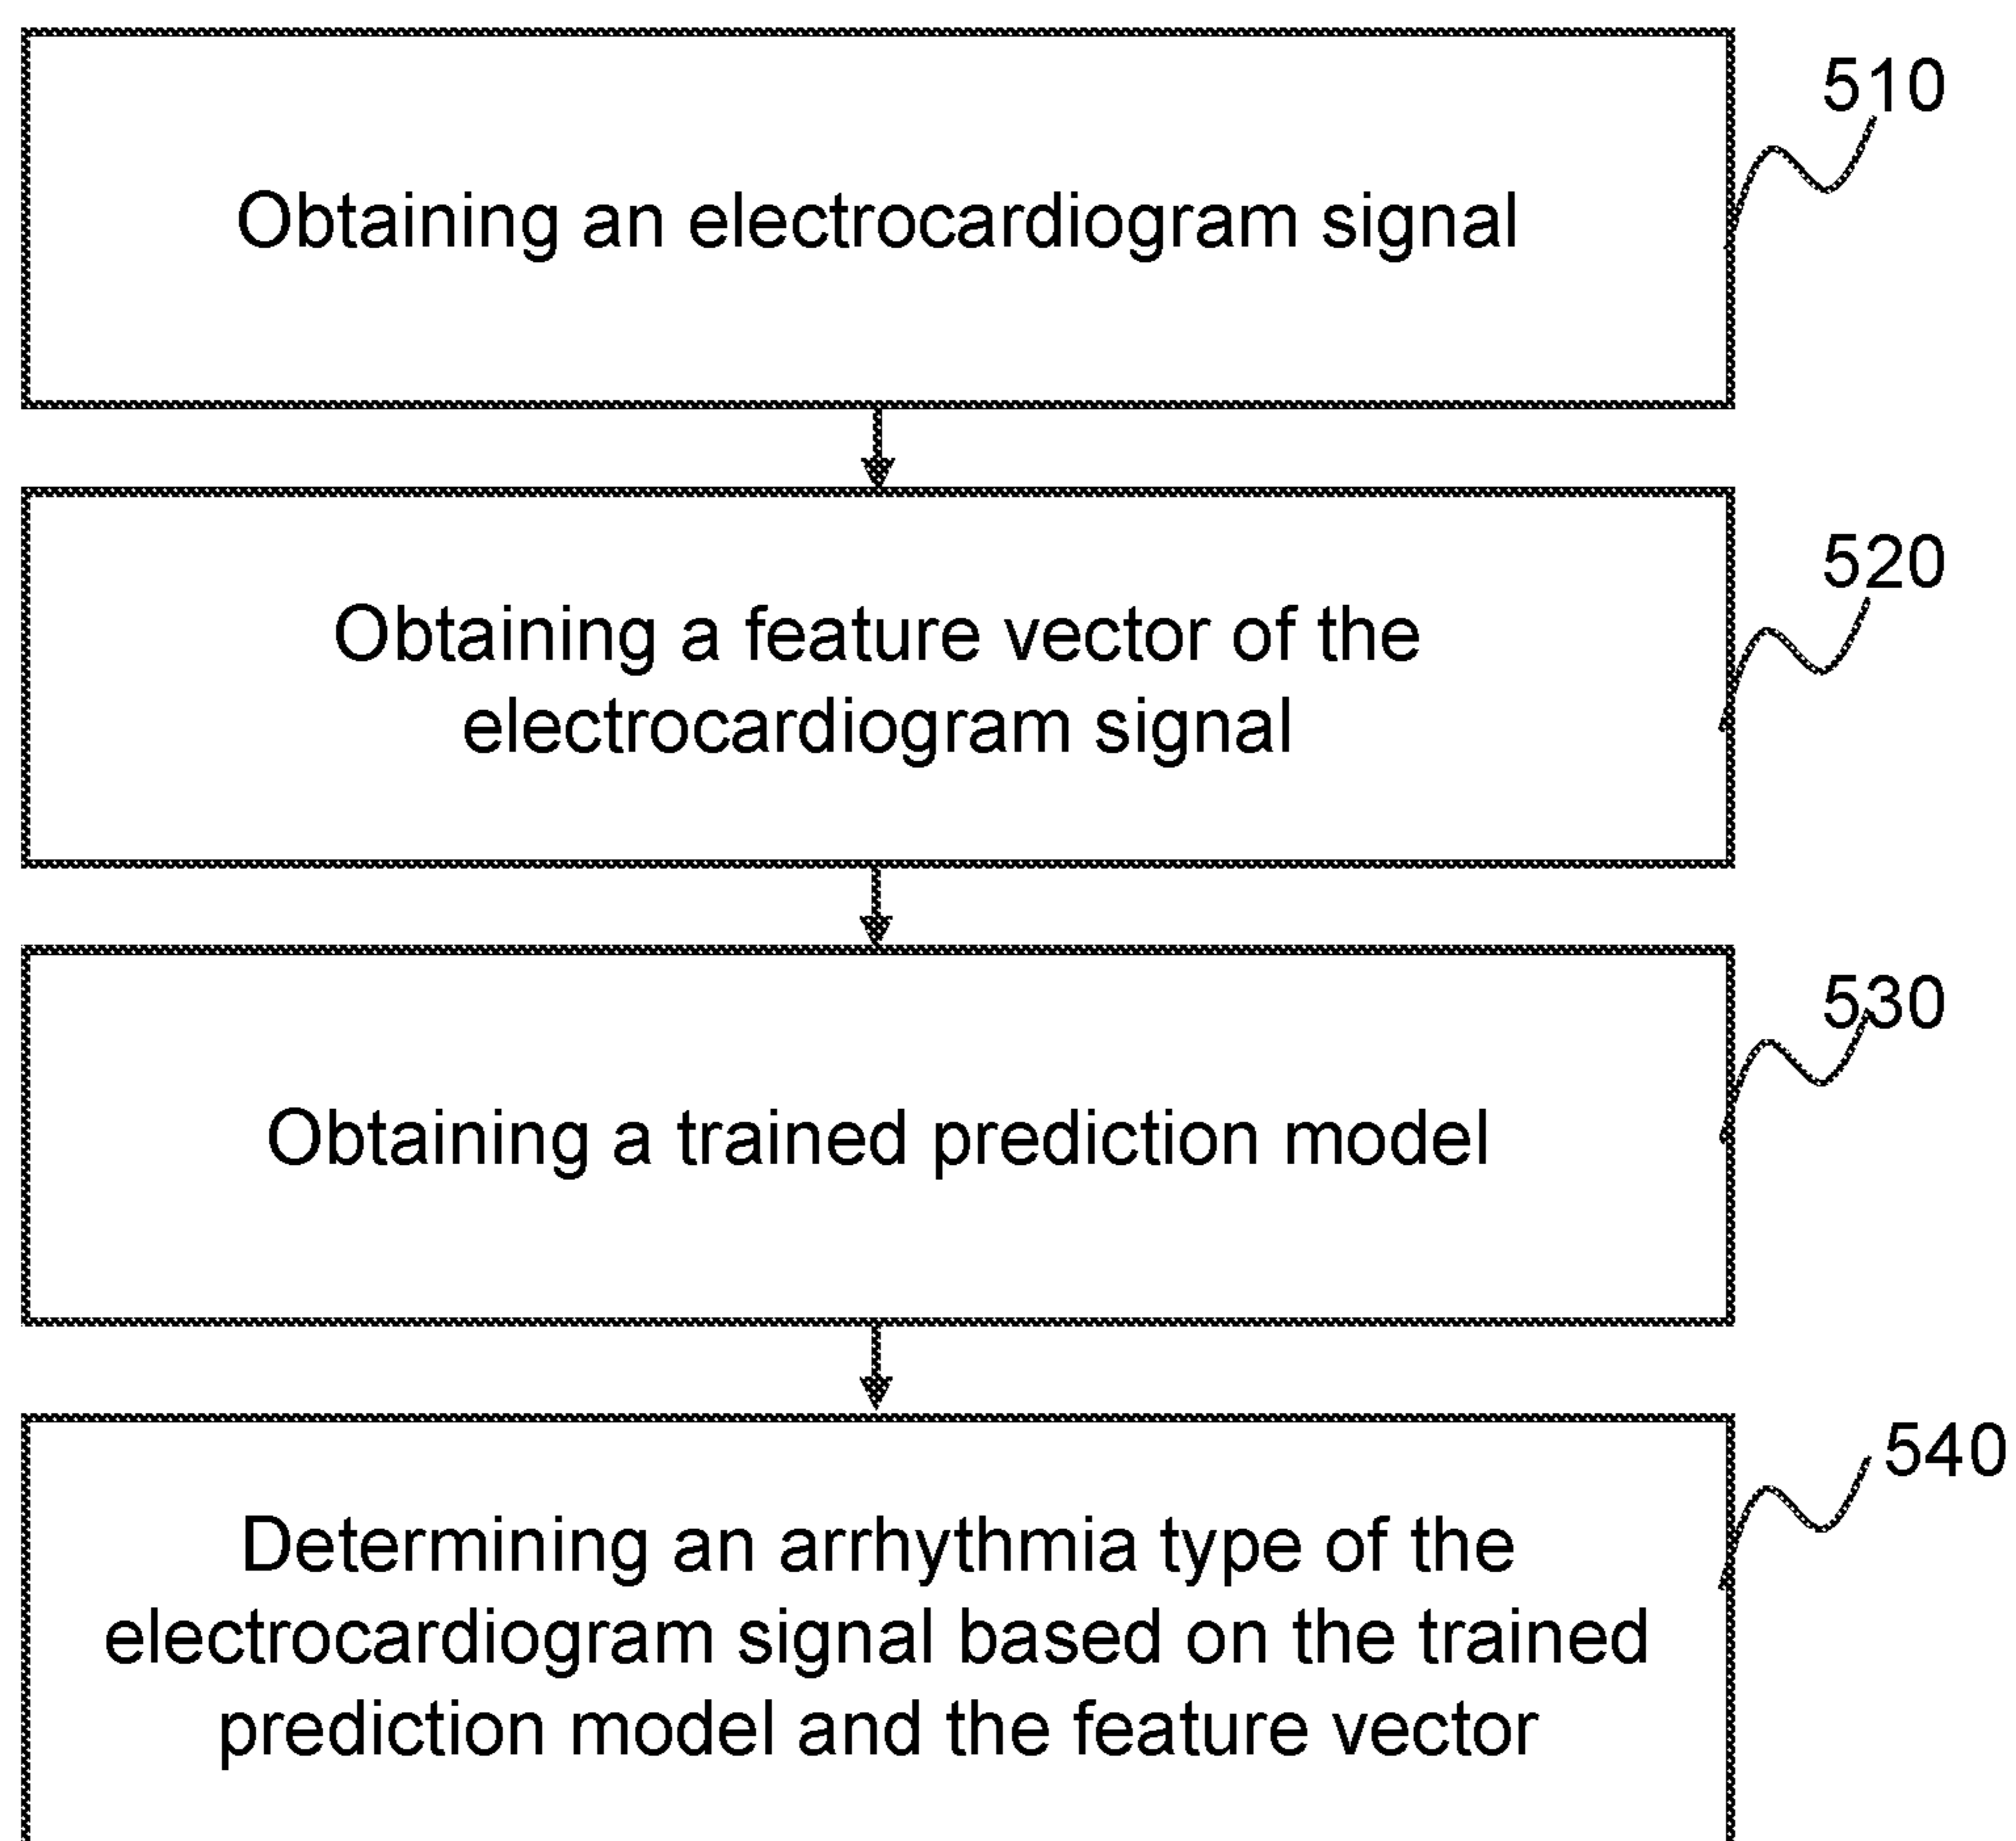 510
Obtaining an electrocardiogram signal
520
Obtaining a feature vector of the
electrocardiogram signal
530
Obtaining a trained prediction model
540
Determining an arrhythmia type of the
electrocardiogram signal based on the trained
prediction model and the feature vector